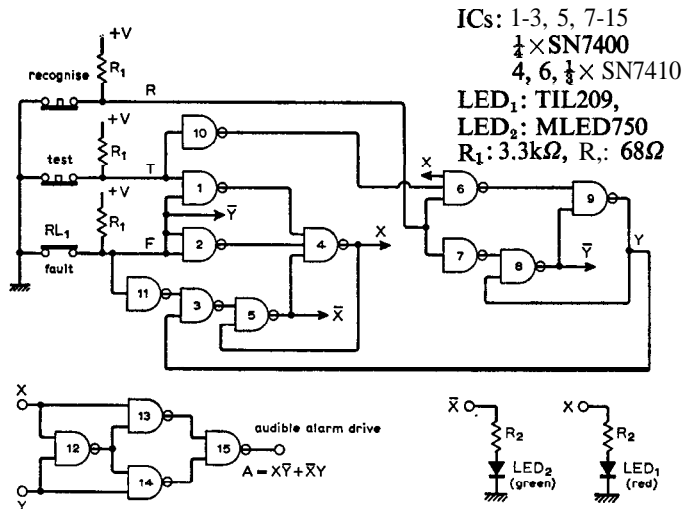 ICs: 1-3, 5, 7-15
¼ × SN7400
4, 6, ⅓ × SN7410
LED₁: TIL209,
LED₂: MLED750
R₁: 3.3kΩ, R,: 68Ω
+V
R₁
recognise
R
+V
R₁
test
T
+V
R₁
RL₁
fault
F
10
1
Y̅
2
4
X
11
3
5
X̅
X
6
9
7
8
Y̅
Y
X
Y
12
13
14
15
audible alarm drive
A = XY̅ + X̅Y
X̅
R₂
LED₂
(green)
X
R₂
LED₁
(red)